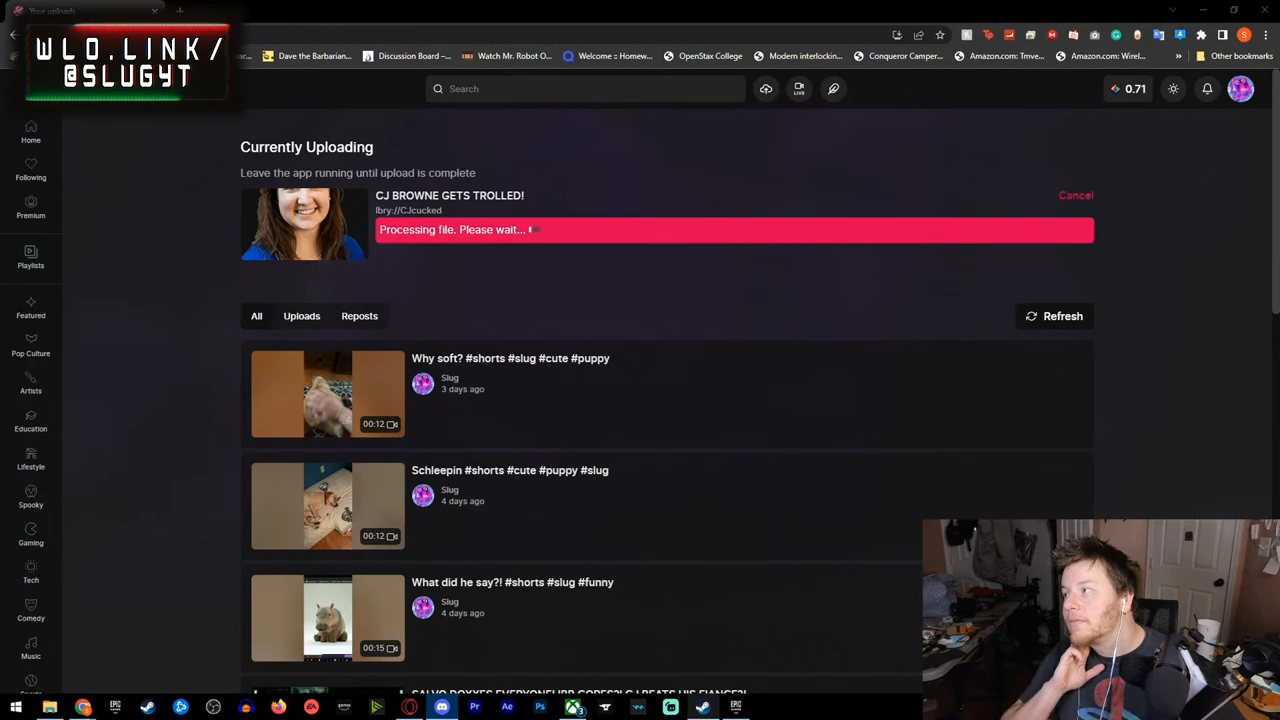 Your uploads
WLO.LINK/
@SLUGYT
Dave the Barbarian...
Discussion Board –...
Watch Mr. Robot O...
Welcome :: Homew...
OpenStax College
Modern interlockin...
Conqueror Camper...
Amazon.com: Tmve...
Amazon.com: Wirel...
»
Other bookmarks
Search
LIVE
0.71
Home
Following
Premium
Playlists
Featured
Pop Culture
Artists
Education
Lifestyle
Spooky
Gaming
Tech
Comedy
Music
Currently Uploading
Leave the app running until upload is complete
CJ BROWNE GETS TROLLED!
Cancel
lbry://CJcucked
Processing file. Please wait...
All
Uploads
Reposts
Refresh
Why soft? #shorts #slug #cute #puppy
Slug
3 days ago
00:12
Schleepin #shorts #cute #puppy #slug
Slug
4 days ago
00:12
What did he say?! #shorts #slug #funny
Slug
4 days ago
00:15